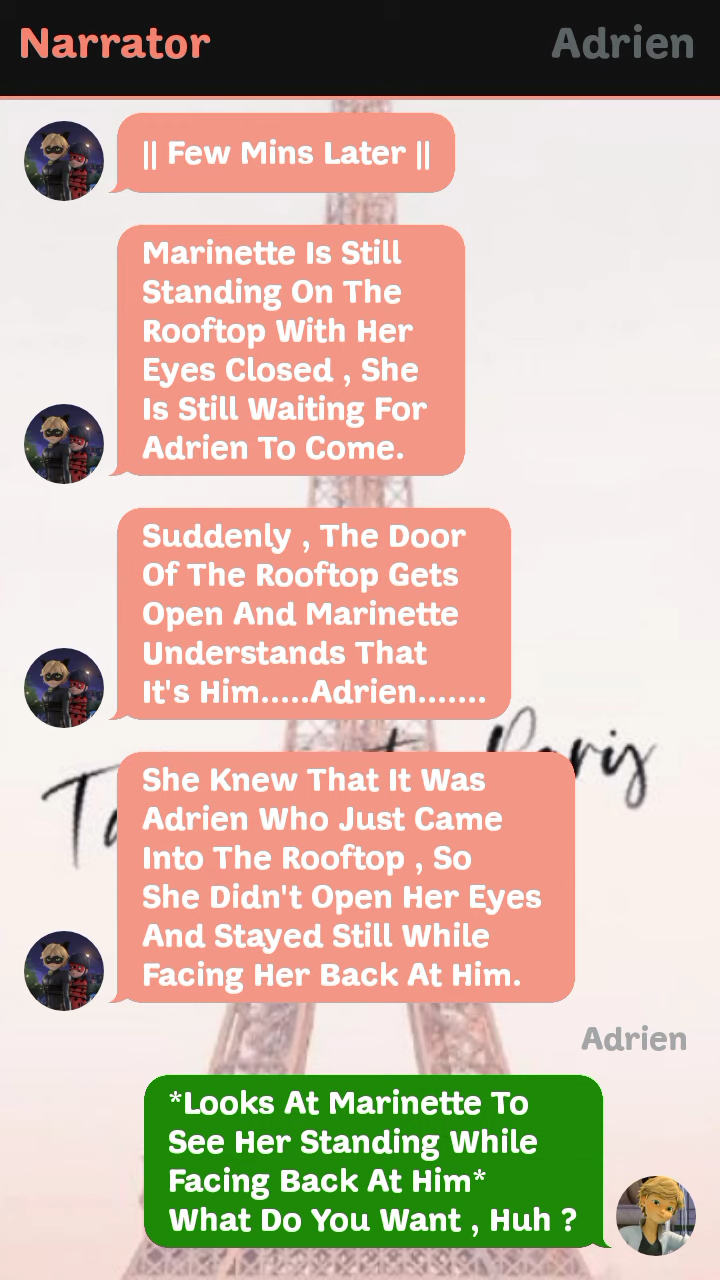 Narrator
Adrien
|| Few Mins Later ||
Marinette Is Still
Standing On The
Rooftop With Her
Eyes Closed , She
Is Still Waiting For
Adrien To Come.
Suddenly , The Door
Of The Rooftop Gets
Open And Marinette
Understands That
It's Him.....Adrien.......
Paris
She Knew That It Was
Adrien Who Just Came
Into The Rooftop , So
She Didn't Open Her Eyes
And Stayed Still While
Facing Her Back At Him.
Adrien
*Looks At Marinette To
See Her Standing While
Facing Back At Him*
What Do You Want , Huh ?